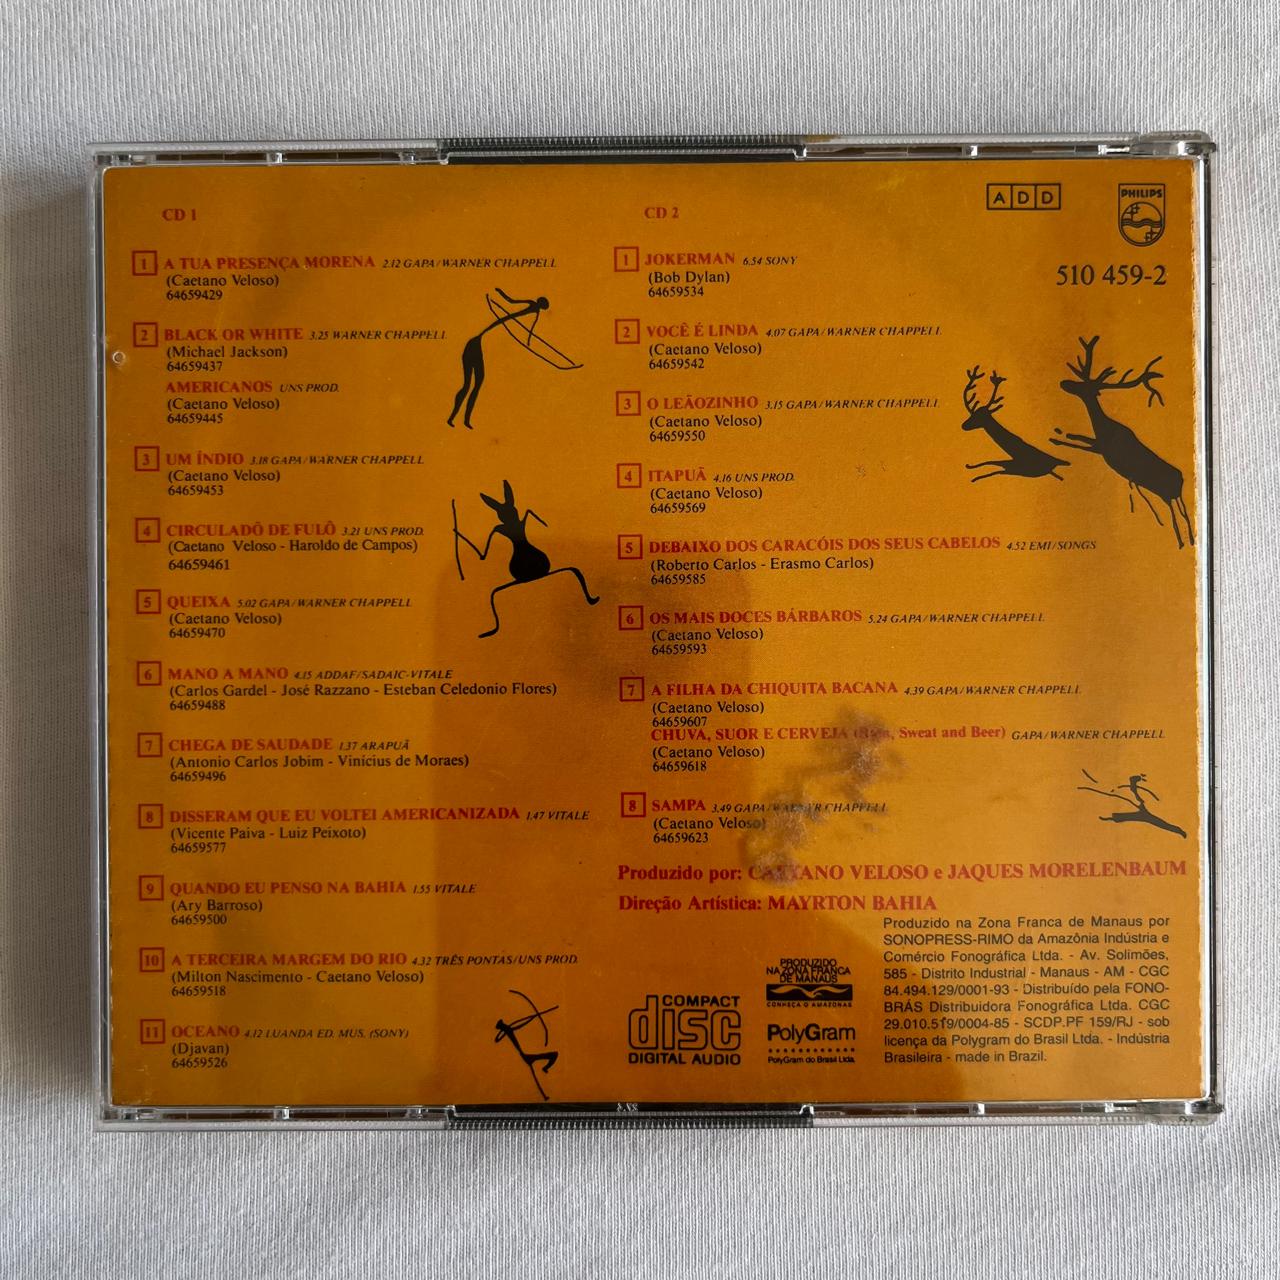 CD 1
1 A TUA PRESENÇA MORENA 2.12 GAPA/WARNER CHAPPELL
(Caetano Veloso)
64659429
2 BLACK OR WHITE 3.25 WARNER CHAPPELL
(Michael Jackson)
64659437
AMERICANOS UNS PROD.
(Caetano Veloso)
64659445
3 UM ÍNDIO 3.18 GAPA/WARNER CHAPPELL
(Caetano Veloso)
64659453
4 CIRCULADÔ DE FULÔ 3.21 UNS PROD.
(Caetano Veloso - Haroldo de Campos)
64659461
5 QUEIXA 5.02 GAPA/WARNER CHAPPELL
(Caetano Veloso)
64659470
6 MANO A MANO 4.15 ADDAF/SADAIC-VITALE
(Carlos Gardel - José Razzano - Esteban Celedonio Flores)
64659488
7 CHEGA DE SAUDADE 1.37 ARAPUÃ
(Antonio Carlos Jobim - Vinícius de Moraes)
64659496
8 DISSERAM QUE EU VOLTEI AMERICANIZADA 1.47 VITALE
(Vicente Paiva - Luiz Peixoto)
64659577
9 QUANDO EU PENSO NA BAHIA 1.55 VITALE
(Ary Barroso)
64659500
10 A TERCEIRA MARGEM DO RIO 4.32 TRÊS PONTAS/UNS PROD.
(Milton Nascimento - Caetano Veloso)
64659518
11 OCEANO 4.12 LUANDA ED. MUS. (SONY)
(Djavan)
64659526
CD 2
ADD
PHILIPS
510 459-2
1 JOKERMAN 6.54 SONY
(Bob Dylan)
64659534
2 VOCÊ É LINDA 4.07 GAPA/WARNER CHAPPELL
(Caetano Veloso)
64659542
3 O LEÃOZINHO 3.15 GAPA/WARNER CHAPPELL
(Caetano Veloso)
64659550
4 ITAPUÃ 4.16 UNS PROD.
(Caetano Veloso)
64659569
5 DEBAIXO DOS CARACÓIS DOS SEUS CABELOS 4.52 EMI/SONGS
(Roberto Carlos - Erasmo Carlos)
64659585
6 OS MAIS DOCES BÁRBAROS 5.24 GAPA/WARNER CHAPPELL
(Caetano Veloso)
64659593
7 A FILHA DA CHIQUITA BACANA 4.39 GAPA/WARNER CHAPPELL
(Caetano Veloso)
64659607
CHUVA, SUOR E CERVEJA (Rain, Sweat and Beer) GAPA/WARNER CHAPPELL
(Caetano Veloso)
64659618
8 SAMPA 3.49 GAPA/WARNER CHAPPELL
(Caetano Veloso)
64659623
Produzido por: CAETANO VELOSO e JAQUES MORELENBAUM
Direção Artística: MAYRTON BAHIA
Produzido na Zona Franca de Manaus por
SONOPRESS-RIMO da Amazônia Indústria e
Comércio Fonográfica Ltda. - Av. Solimões,
585 - Distrito Industrial - Manaus - AM - CGC
84.494.129/0001-93 - Distribuído pela FONO-
BRÁS Distribuidora Fonográfica Ltda. CGC
29.010.519/0004-85 - SCDP.PF 159/RJ - sob
licença da Polygram do Brasil Ltda. - Indústria
Brasileira - made in Brazil.
COMPACT
disc
DIGITAL AUDIO
PRODUZIDO
NA ZONA FRANCA
DE MANAUS
CONHEÇA O AMAZONAS
PolyGram
PolyGram do Brasil Ltda.